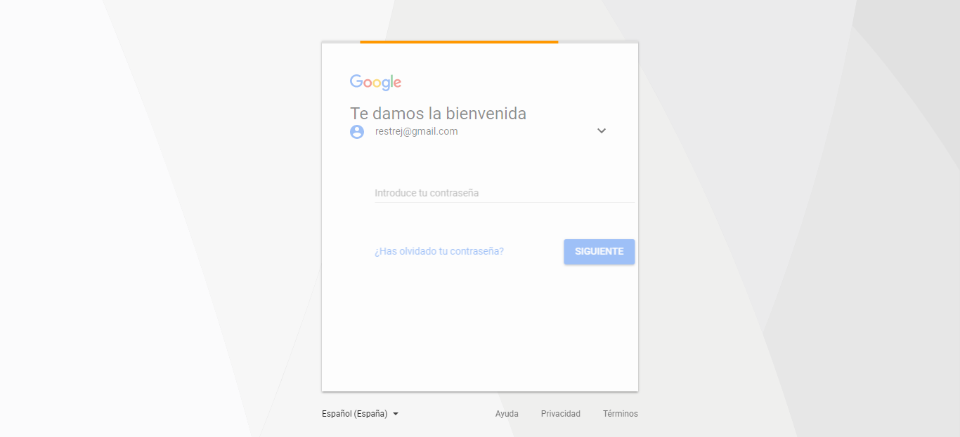 Google
Te damos la bienvenida
restrej@gmail.com
Introduce tu contraseña
¿Has olvidado tu contraseña? SIGUIENTE
Español (España) Ayuda Privacidad Términos